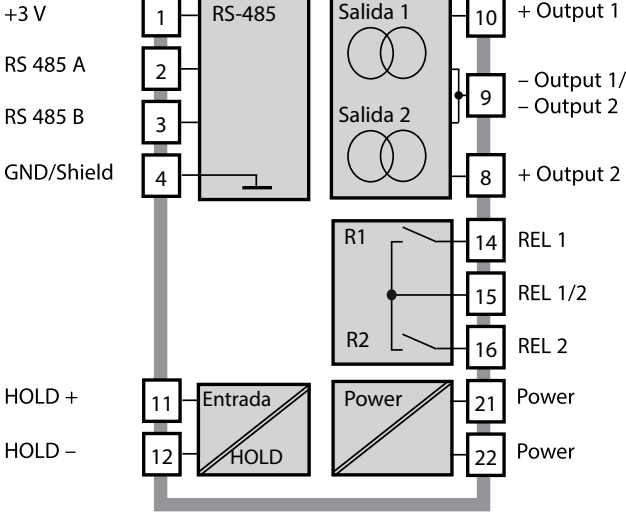 +3 V
1
RS-485
Salida 1
10
+ Output 1
RS 485 A
2
9
– Output 1/
– Output 2
RS 485 B
3
Salida 2
GND/Shield
4
8
+ Output 2
R1
14
REL 1
15
REL 1/2
R2
16
REL 2
HOLD +
11
Entrada
HOLD
Power
21
Power
HOLD –
12
22
Power